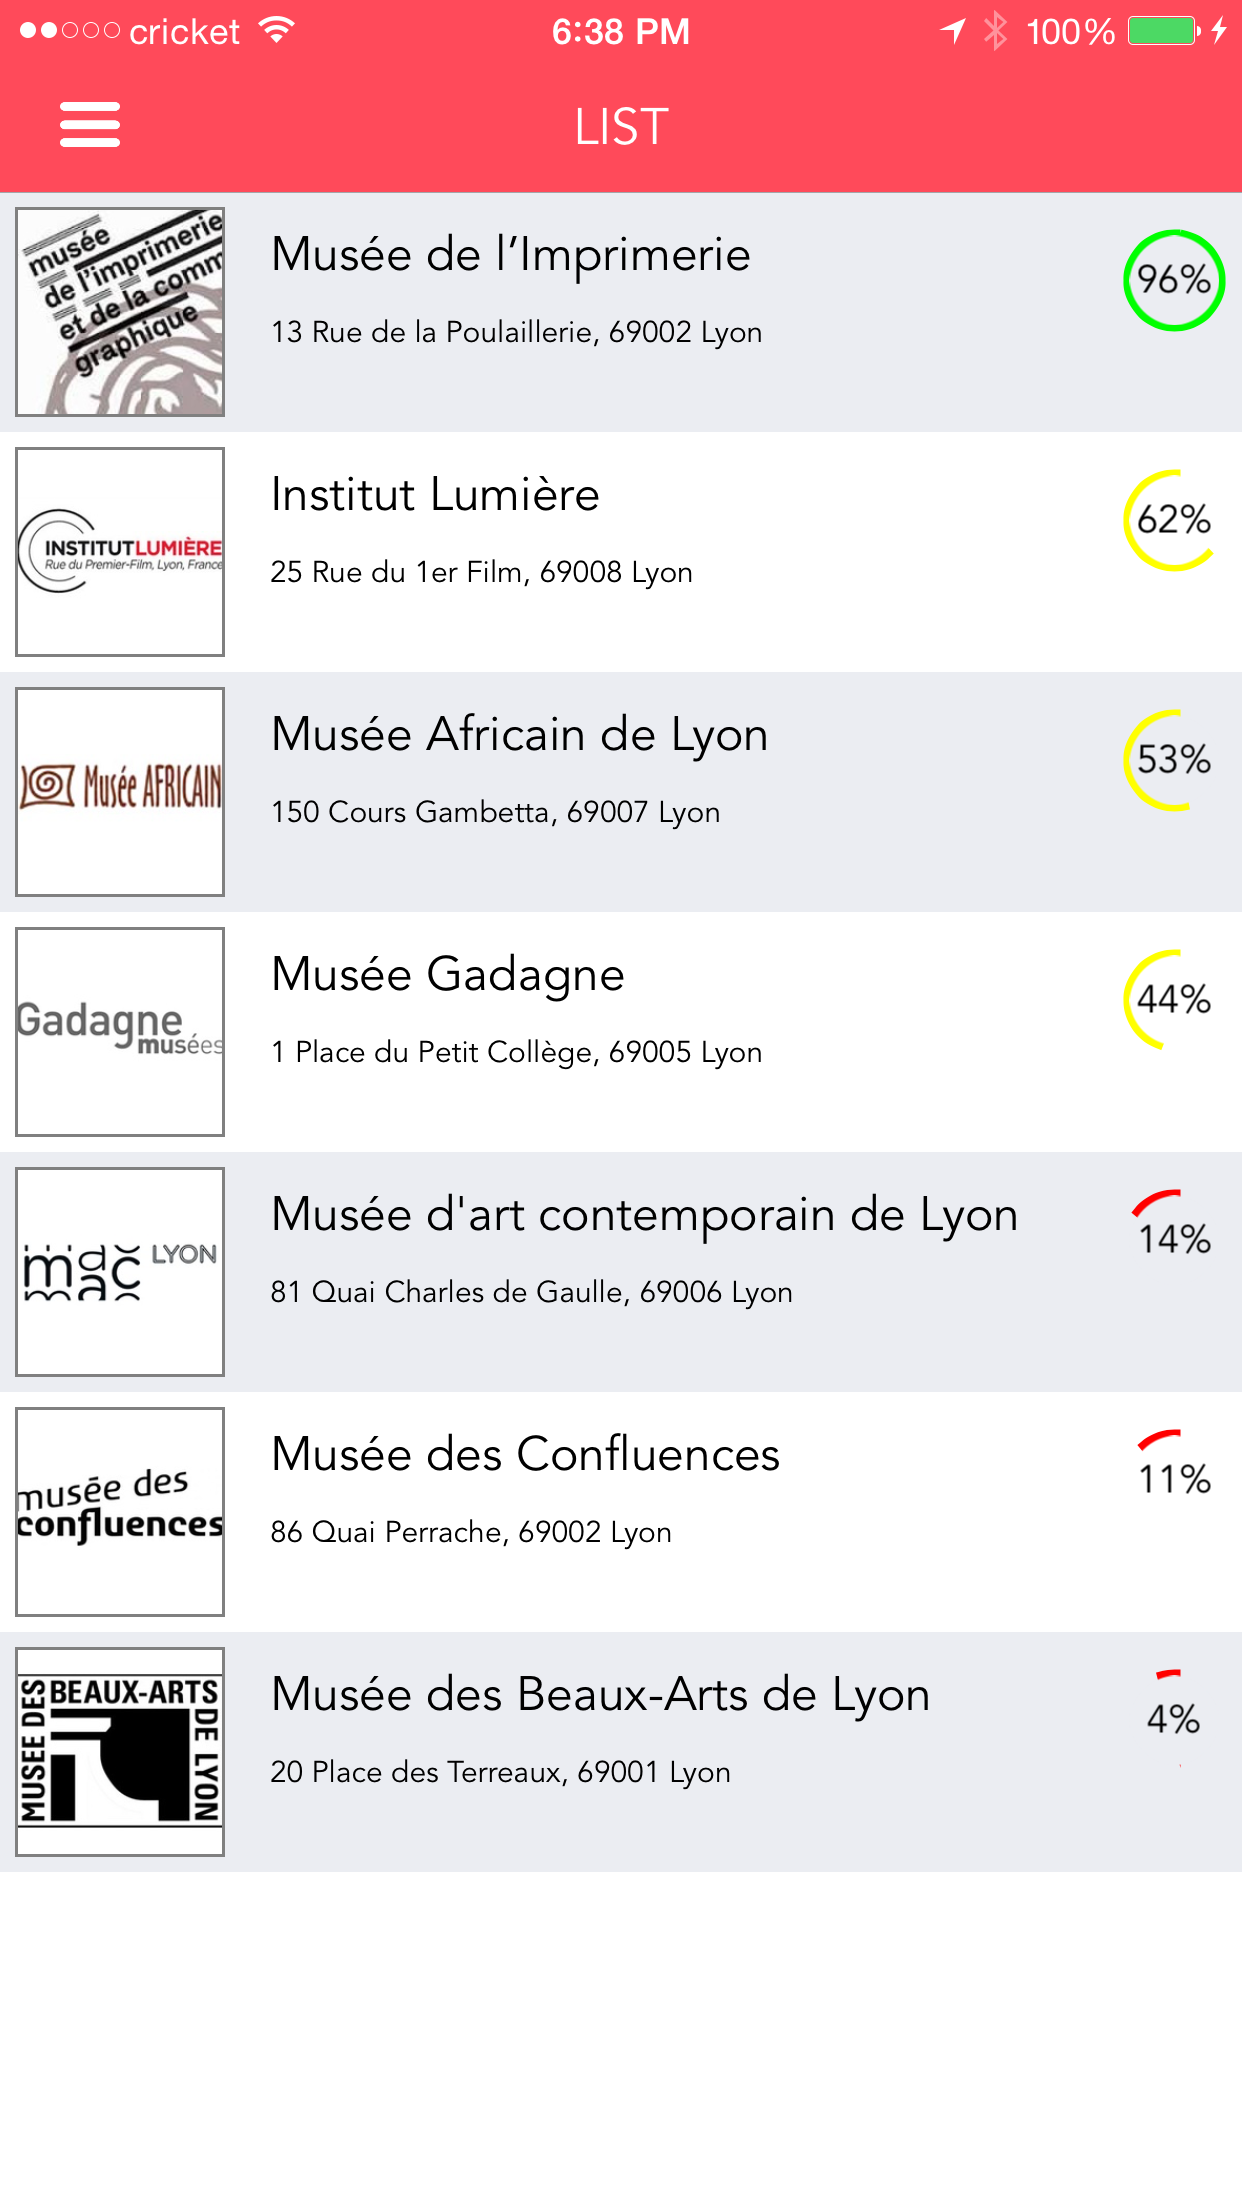 cricket 6:38 PM 100%
LIST
musée
de l'imprimerie
et de la comm
graphique
Musée de l’Imprimerie
13 Rue de la Poulaillerie, 69002 Lyon
96%
INSTITUTLUMIÈRE
Rue du Premier-Film, Lyon, France
Institut Lumière
25 Rue du 1er Film, 69008 Lyon
62%
Musée AFRICAIN
Musée Africain de Lyon
150 Cours Gambetta, 69007 Lyon
53%
Gadagne
musées
Musée Gadagne
1 Place du Petit Collège, 69005 Lyon
44%
mac LYON
Musée d'art contemporain de Lyon
81 Quai Charles de Gaulle, 69006 Lyon
14%
musée des
confluences
Musée des Confluences
86 Quai Perrache, 69002 Lyon
11%
MUSEE DES
BEAUX-ARTS
DE LYON
Musée des Beaux-Arts de Lyon
20 Place des Terreaux, 69001 Lyon
4%